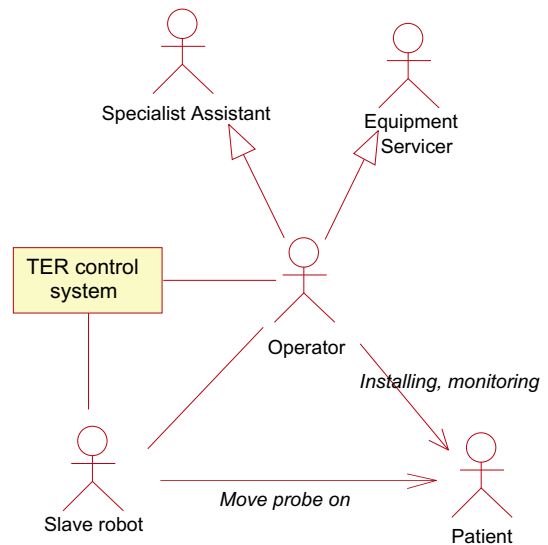 Specialist Assistant
Equipment
Servicer
TER control
system
Operator
Installing, monitoring
Slave robot
Move probe on
Patient